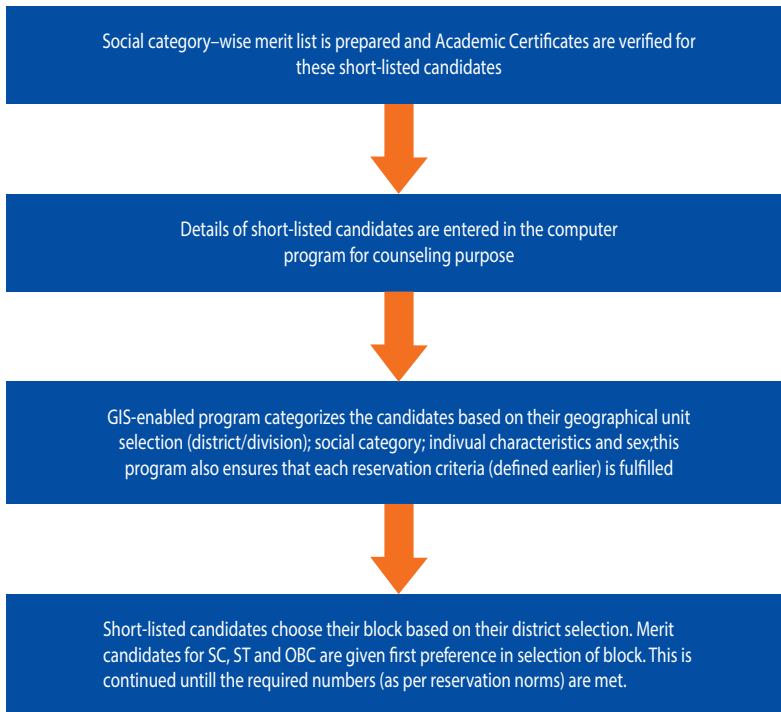 Social category–wise merit list is prepared and Academic Certificates are verified for
these short-listed candidates
Details of short-listed candidates are entered in the computer
program for counseling purpose
GIS-enabled program categorizes the candidates based on their geographical unit
selection (district/division); social category; indivual characteristics and sex;this
program also ensures that each reservation criteria (defined earlier) is fulfilled
Short-listed candidates choose their block based on their district selection. Merit
candidates for SC, ST and OBC are given first preference in selection of block. This is
continued untill the required numbers (as per reservation norms) are met.